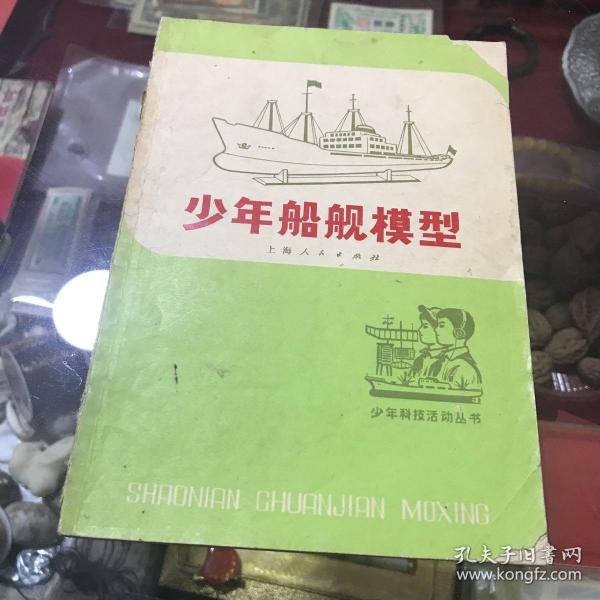 少年船舰模型
上海人民出版社
少年科技活动丛书
SHAONIAN CHUANJIAN MOXING
孔夫子旧書网
www.kongfz.com